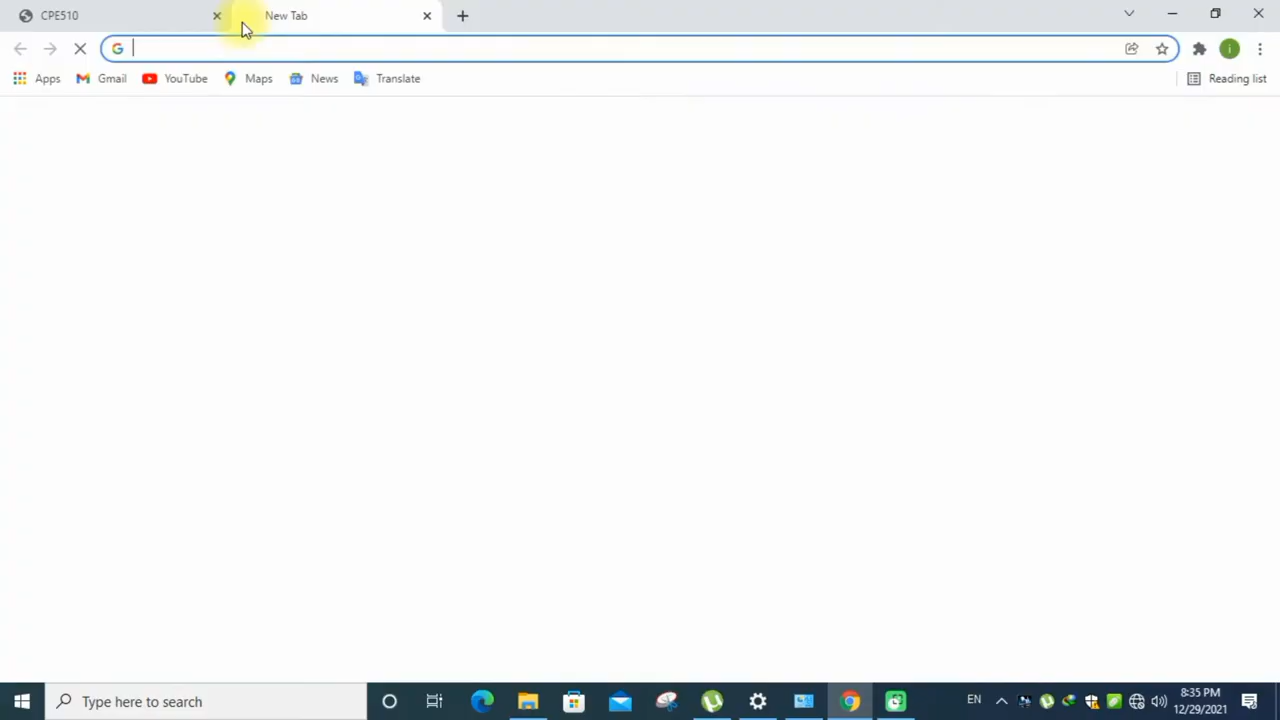 CPE510
New Tab
Apps
Gmail
YouTube
Maps
News
Translate
Reading list
Type here to search
EN
8:35 PM
12/29/2021